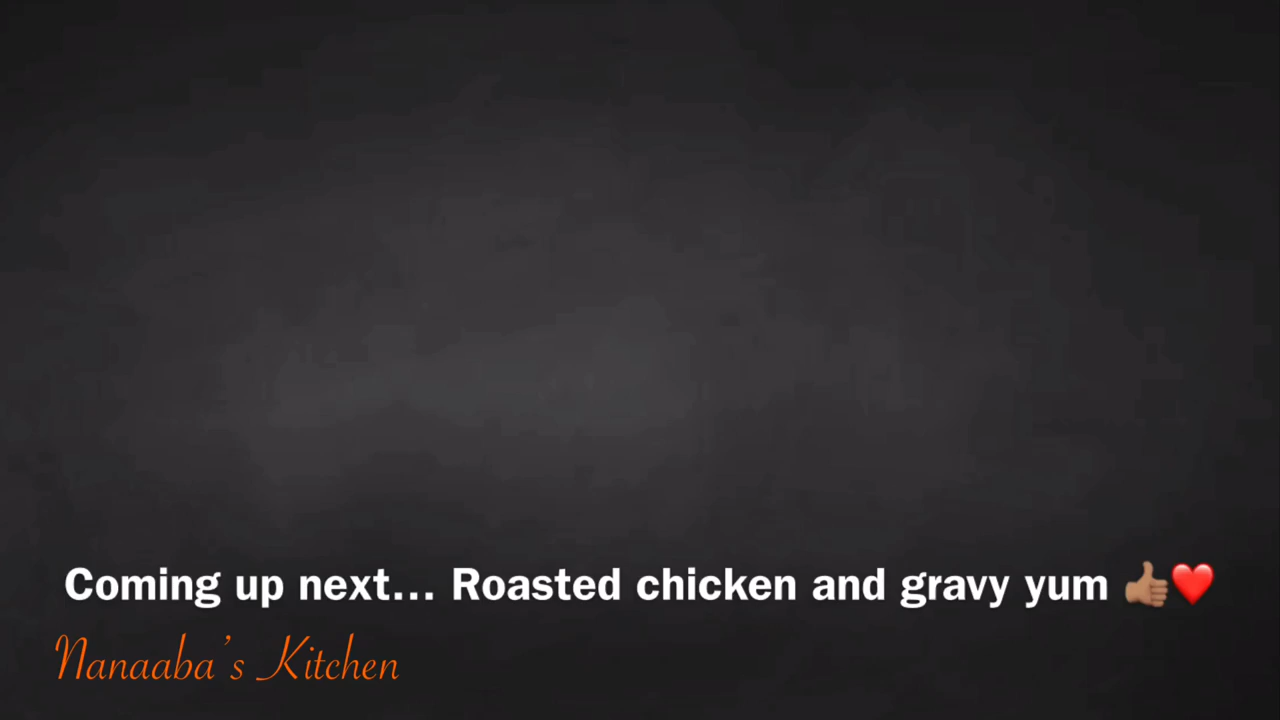 Coming up next... Roasted chicken and gravy yum 👍🏽❤️
Nanaaba's Kitchen